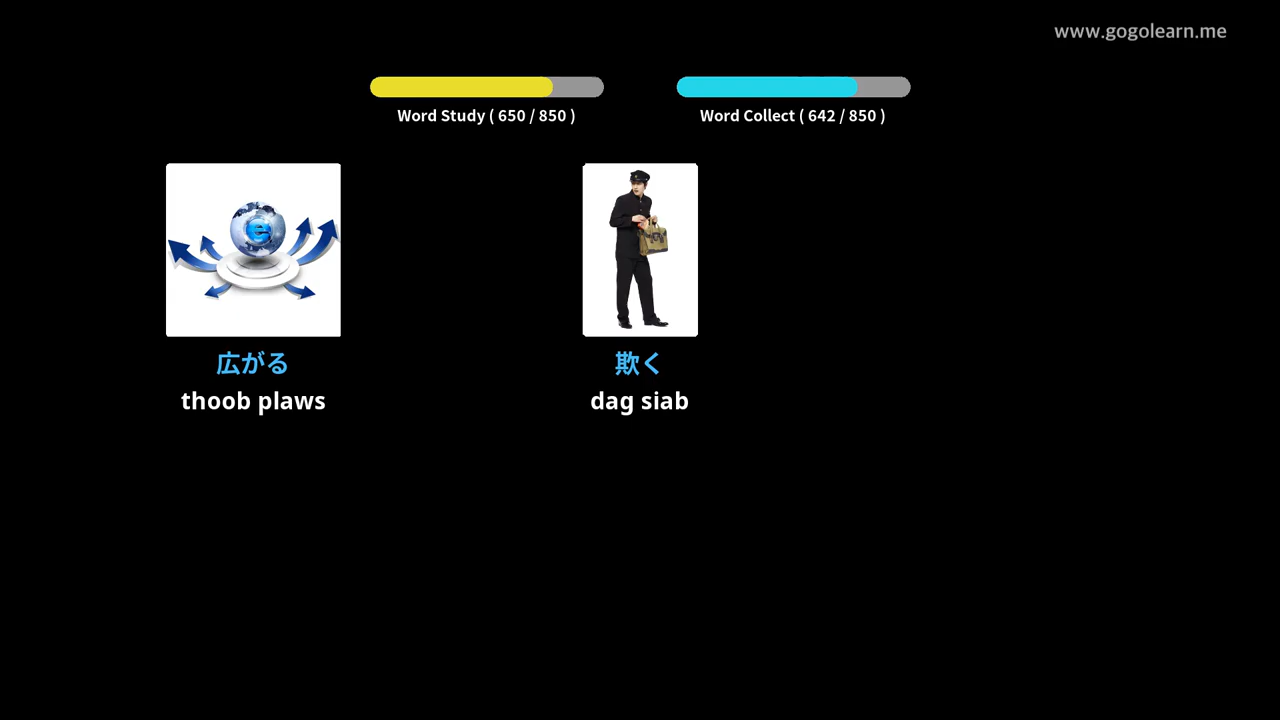 www.gogolearn.me
Word Study ( 650 / 850 )
Word Collect ( 642 / 850 )
e
広がる
thoob plaws
欺く
dag siab